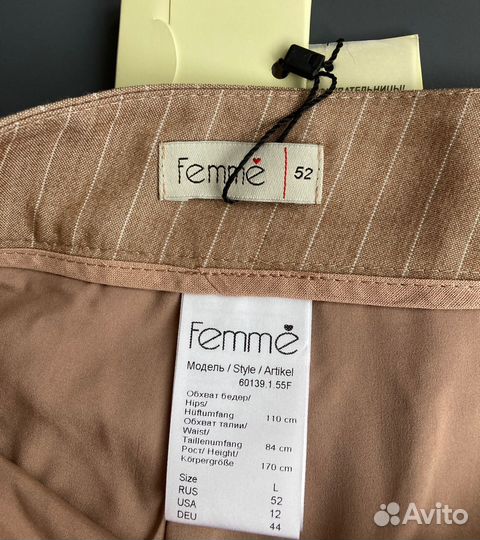 ВАТЕЛЬНИЦЫ!
Femme 52
Femme
Модель / Style / Artikel
60139.1.55F
Обхват бедер/
Hips/
Hüftumfang 110 cm
Обхват талии/
Waist/
Taillenumfang 84 cm
Рост/ Height/
Körpergröße 170 cm
Size L
RUS 52
USA 12
DEU 44
Avito